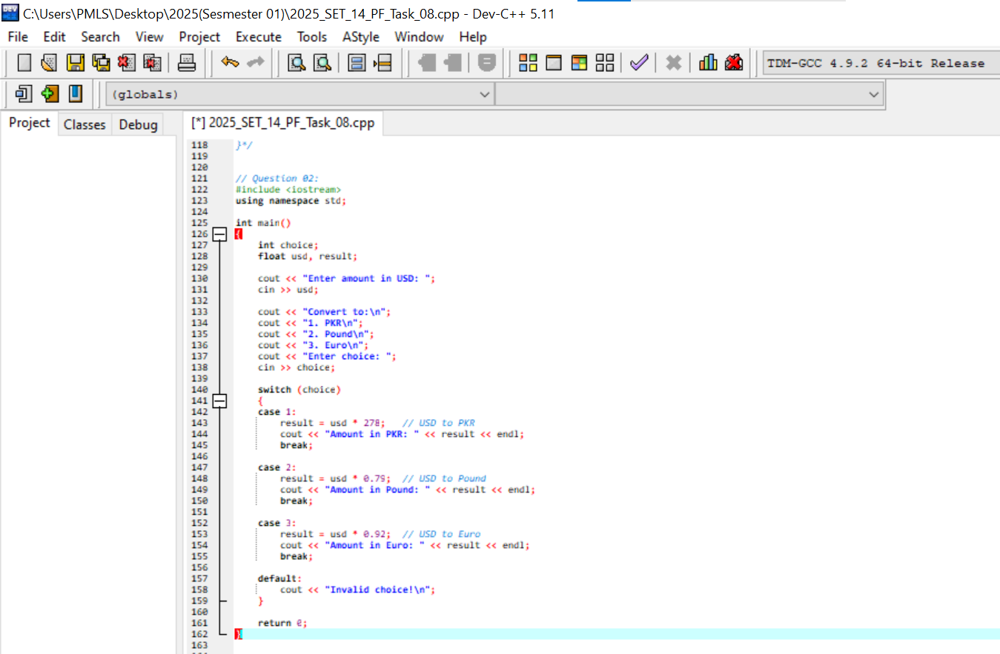 DEV
C:\Users\PMLS\Desktop\2025(Sesmester 01)\2025_SET_14_PF_Task_08.cpp - Dev-C++ 5.11
File Edit Search View Project Execute Tools AStyle Window Help
TDM-GCC 4.9.2 64-bit Release
(globals)
Project Classes Debug [*] 2025_SET_14_PF_Task_08.cpp
118 }*/
119
120
121 // Question 02:
122 #include <iostream>
123 using namespace std;
124
125 int main()
126 {
127     int choice;
128     float usd, result;
129
130     cout << "Enter amount in USD: ";
131     cin >> usd;
132
133     cout << "Convert to:\n";
134     cout << "1. PKR\n";
135     cout << "2. Pound\n";
136     cout << "3. Euro\n";
137     cout << "Enter choice: ";
138     cin >> choice;
139
140     switch (choice)
141     {
142     case 1:
143         result = usd * 278;   // USD to PKR
144         cout << "Amount in PKR: " << result << endl;
145         break;
146
147     case 2:
148         result = usd * 0.79;  // USD to Pound
149         cout << "Amount in Pound: " << result << endl;
150         break;
151
152     case 3:
153         result = usd * 0.92;  // USD to Euro
154         cout << "Amount in Euro: " << result << endl;
155         break;
156
157     default:
158         cout << "Invalid choice!\n";
159     }
160
161     return 0;
162 }
163